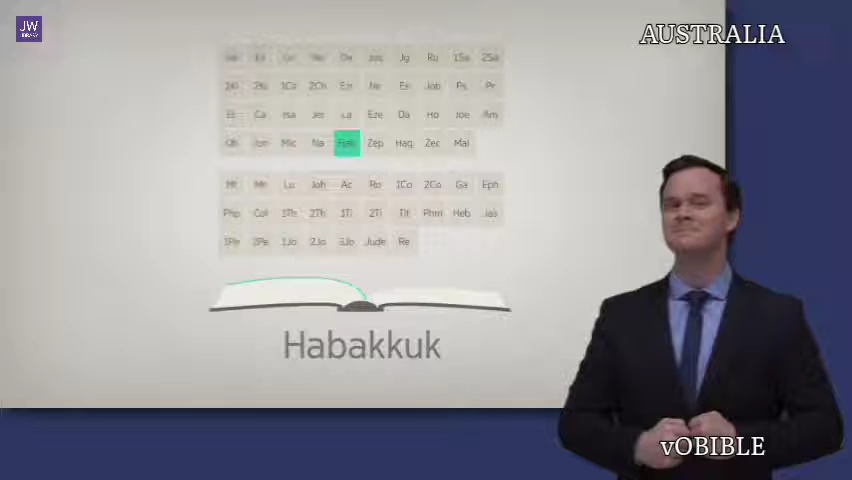 JW
LIBRARY
AUSTRALIA
Ge Ex Le Nu De Jos Jg Ru 1Sa 2Sa
1Ki 2Ki 1Ch 2Ch Ezr Ne Es Job Ps Pr
Ec Ca Isa Jer La Eze Da Ho Joe Am
Ob Jon Mic Na Hab Zep Hag Zec Mal
Mt Mr Lu Joh Ac Ro 1Co 2Co Ga Eph
Php Col 1Th 2Th 1Ti 2Ti Tit Phm Heb Jas
1Pe 2Pe 1Jo 2Jo 3Jo Jude Re
Habakkuk
vOBIBLE